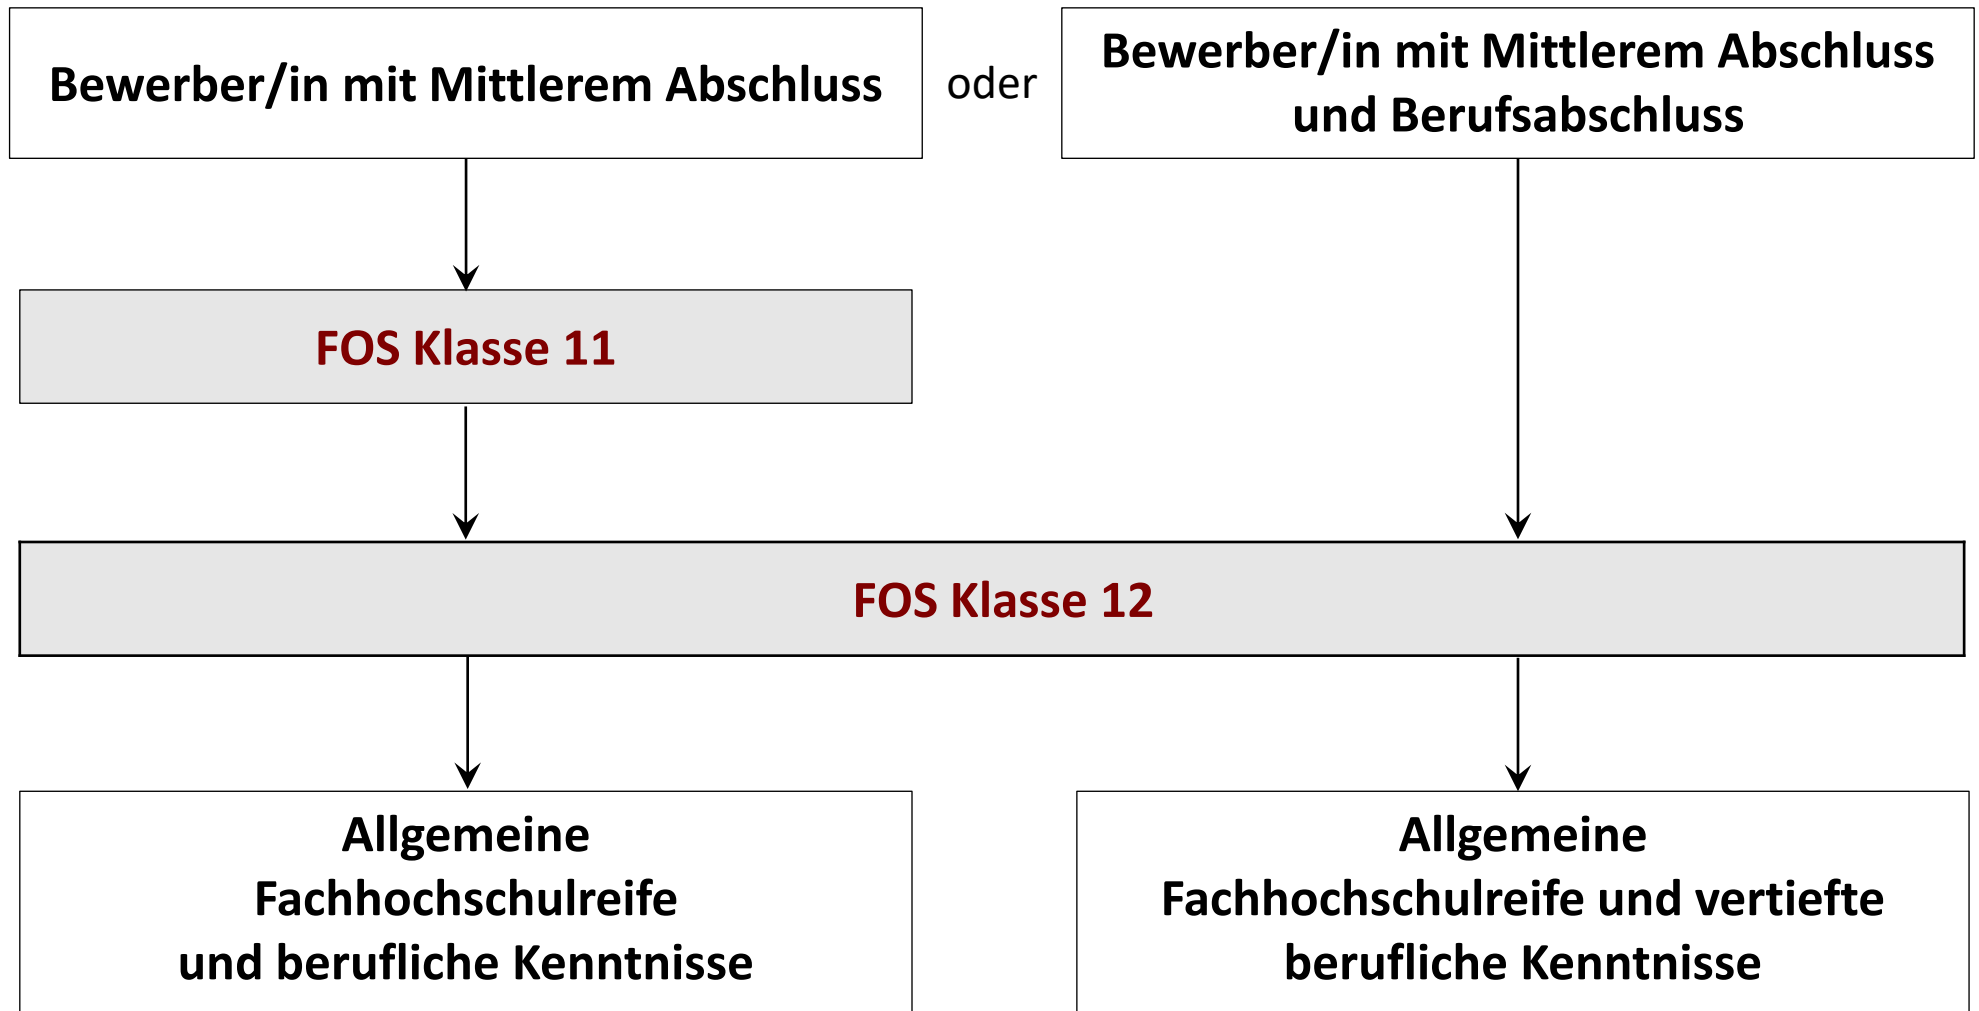 Bewerber/in mit Mittlerem Abschluss
oder
Bewerber/in mit Mittlerem Abschluss
und Berufsabschluss
FOS Klasse 11
FOS Klasse 12
Allgemeine
Fachhochschulreife
und berufliche Kenntnisse
Allgemeine
Fachhochschulreife und vertiefte
berufliche Kenntnisse